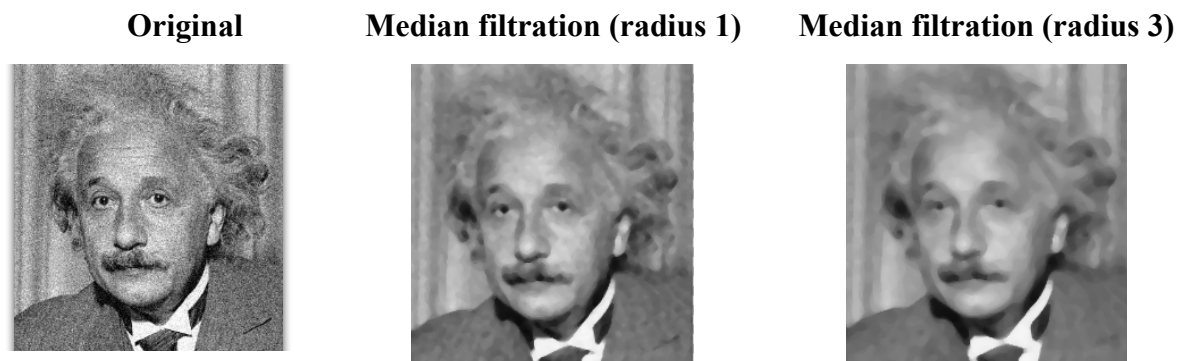 Original
Median filtration (radius 1)
Median filtration (radius 3)